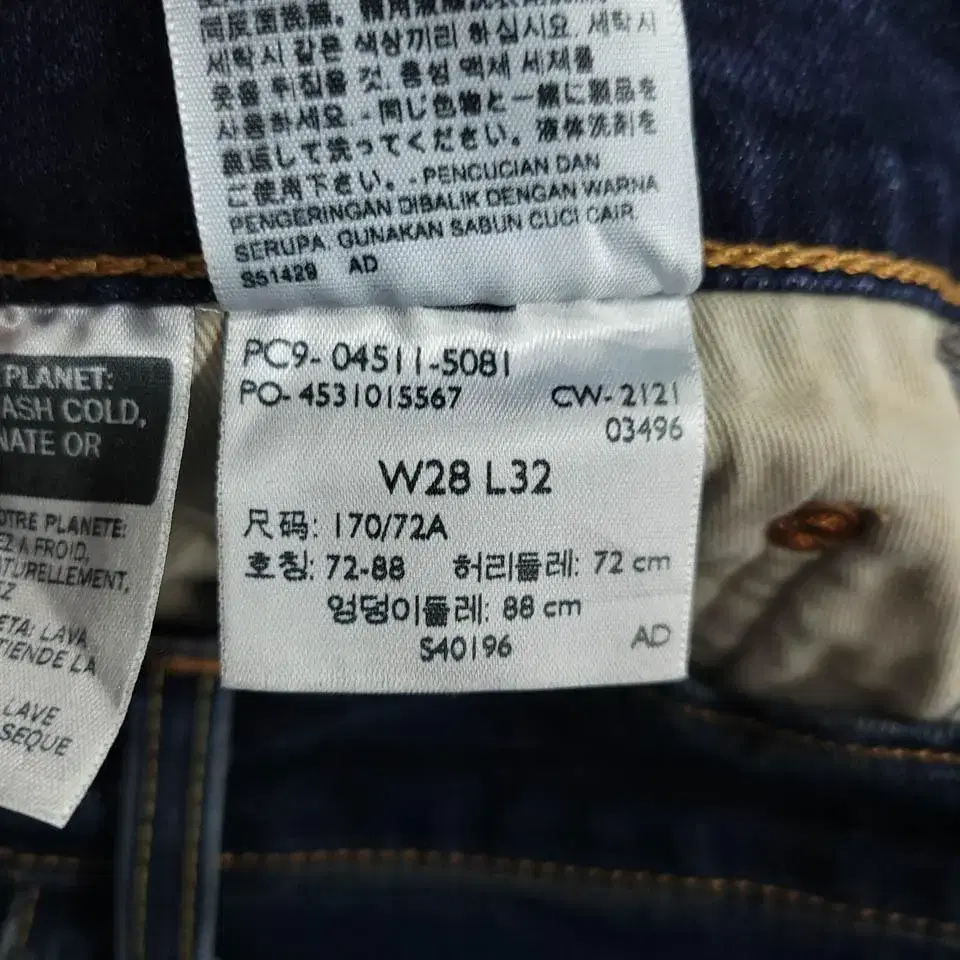 세탁시 같은 색상끼리 하십시요. 세탁시
옷을 뒤집을 것. 중성 액체 세제를
사용하세요. - 同じ色物と一緒に製品を
裏返して洗ってください。液体洗剤を
ご使用下さい。- PENCUCIAN DAN
PENGERINGAN DIBALIK DENGAN WARNA
SERUPA. GUNAKAN SABUN CUCI CAIR.
S51429 AD
PLANET:
ASH COLD,
NATE OR
OTRE PLANETE:
EZ A FROID,
TURELLEMENT,
EZ
ETA: LAVA
TIENDE LA
LAVE
SEQUE
PC9- 04511-5081
PO- 4531015567 CW- 2121
03496
W28 L32
尺码: 170/72A
호칭: 72-88 허리둘레: 72 cm
엉덩이둘레: 88 cm
S40196 AD